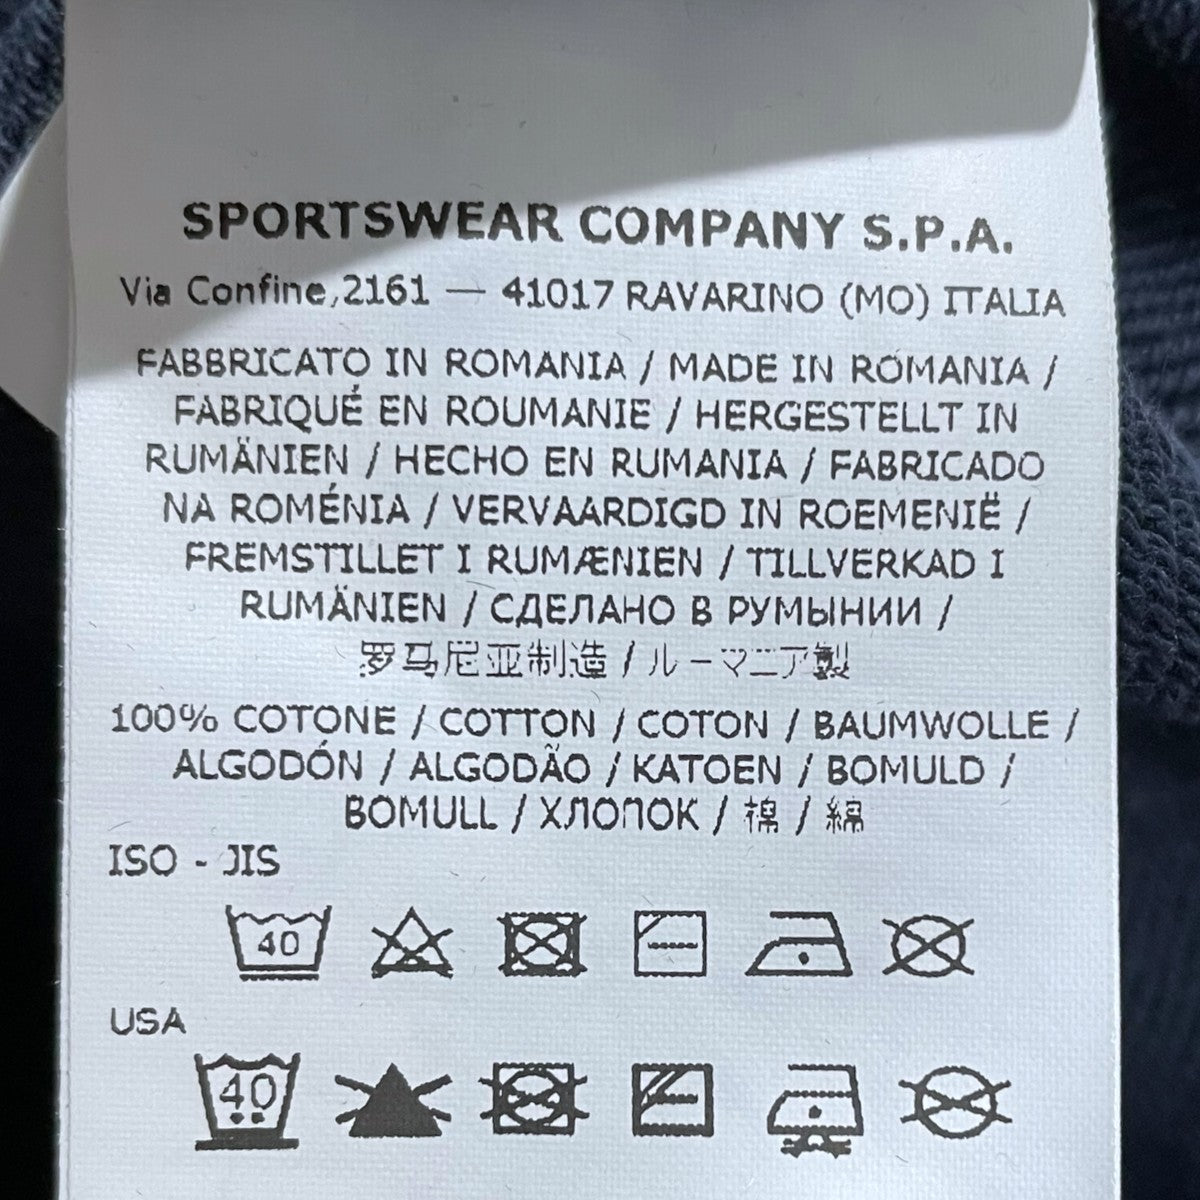 SPORTSWEAR COMPANY S.P.A.
Via Confine,2161 — 41017 RAVARINO (MO) ITALIA
FABBRICATO IN ROMANIA / MADE IN ROMANIA /
FABRIQUÉ EN ROUMANIE / HERGESTELLT IN
RUMÄNIEN / HECHO EN RUMANIA / FABRICADO
NA ROMÉNIA / VERVAARDIGD IN ROEMENIË /
FREMSTILLET I RUMÆNIEN / TILLVERKAD I
RUMÄNIEN / СДЕЛАНО В РУМЫНИИ /
罗马尼亚制造 / ルーマニア製
100% COTONE / COTTON / COTON / BAUMWOLLE /
ALGODÓN / ALGODÃO / KATOEN / BOMULD /
BOMULL / ХЛОПОК / 棉 / 綿
ISO - JIS
40
USA
40